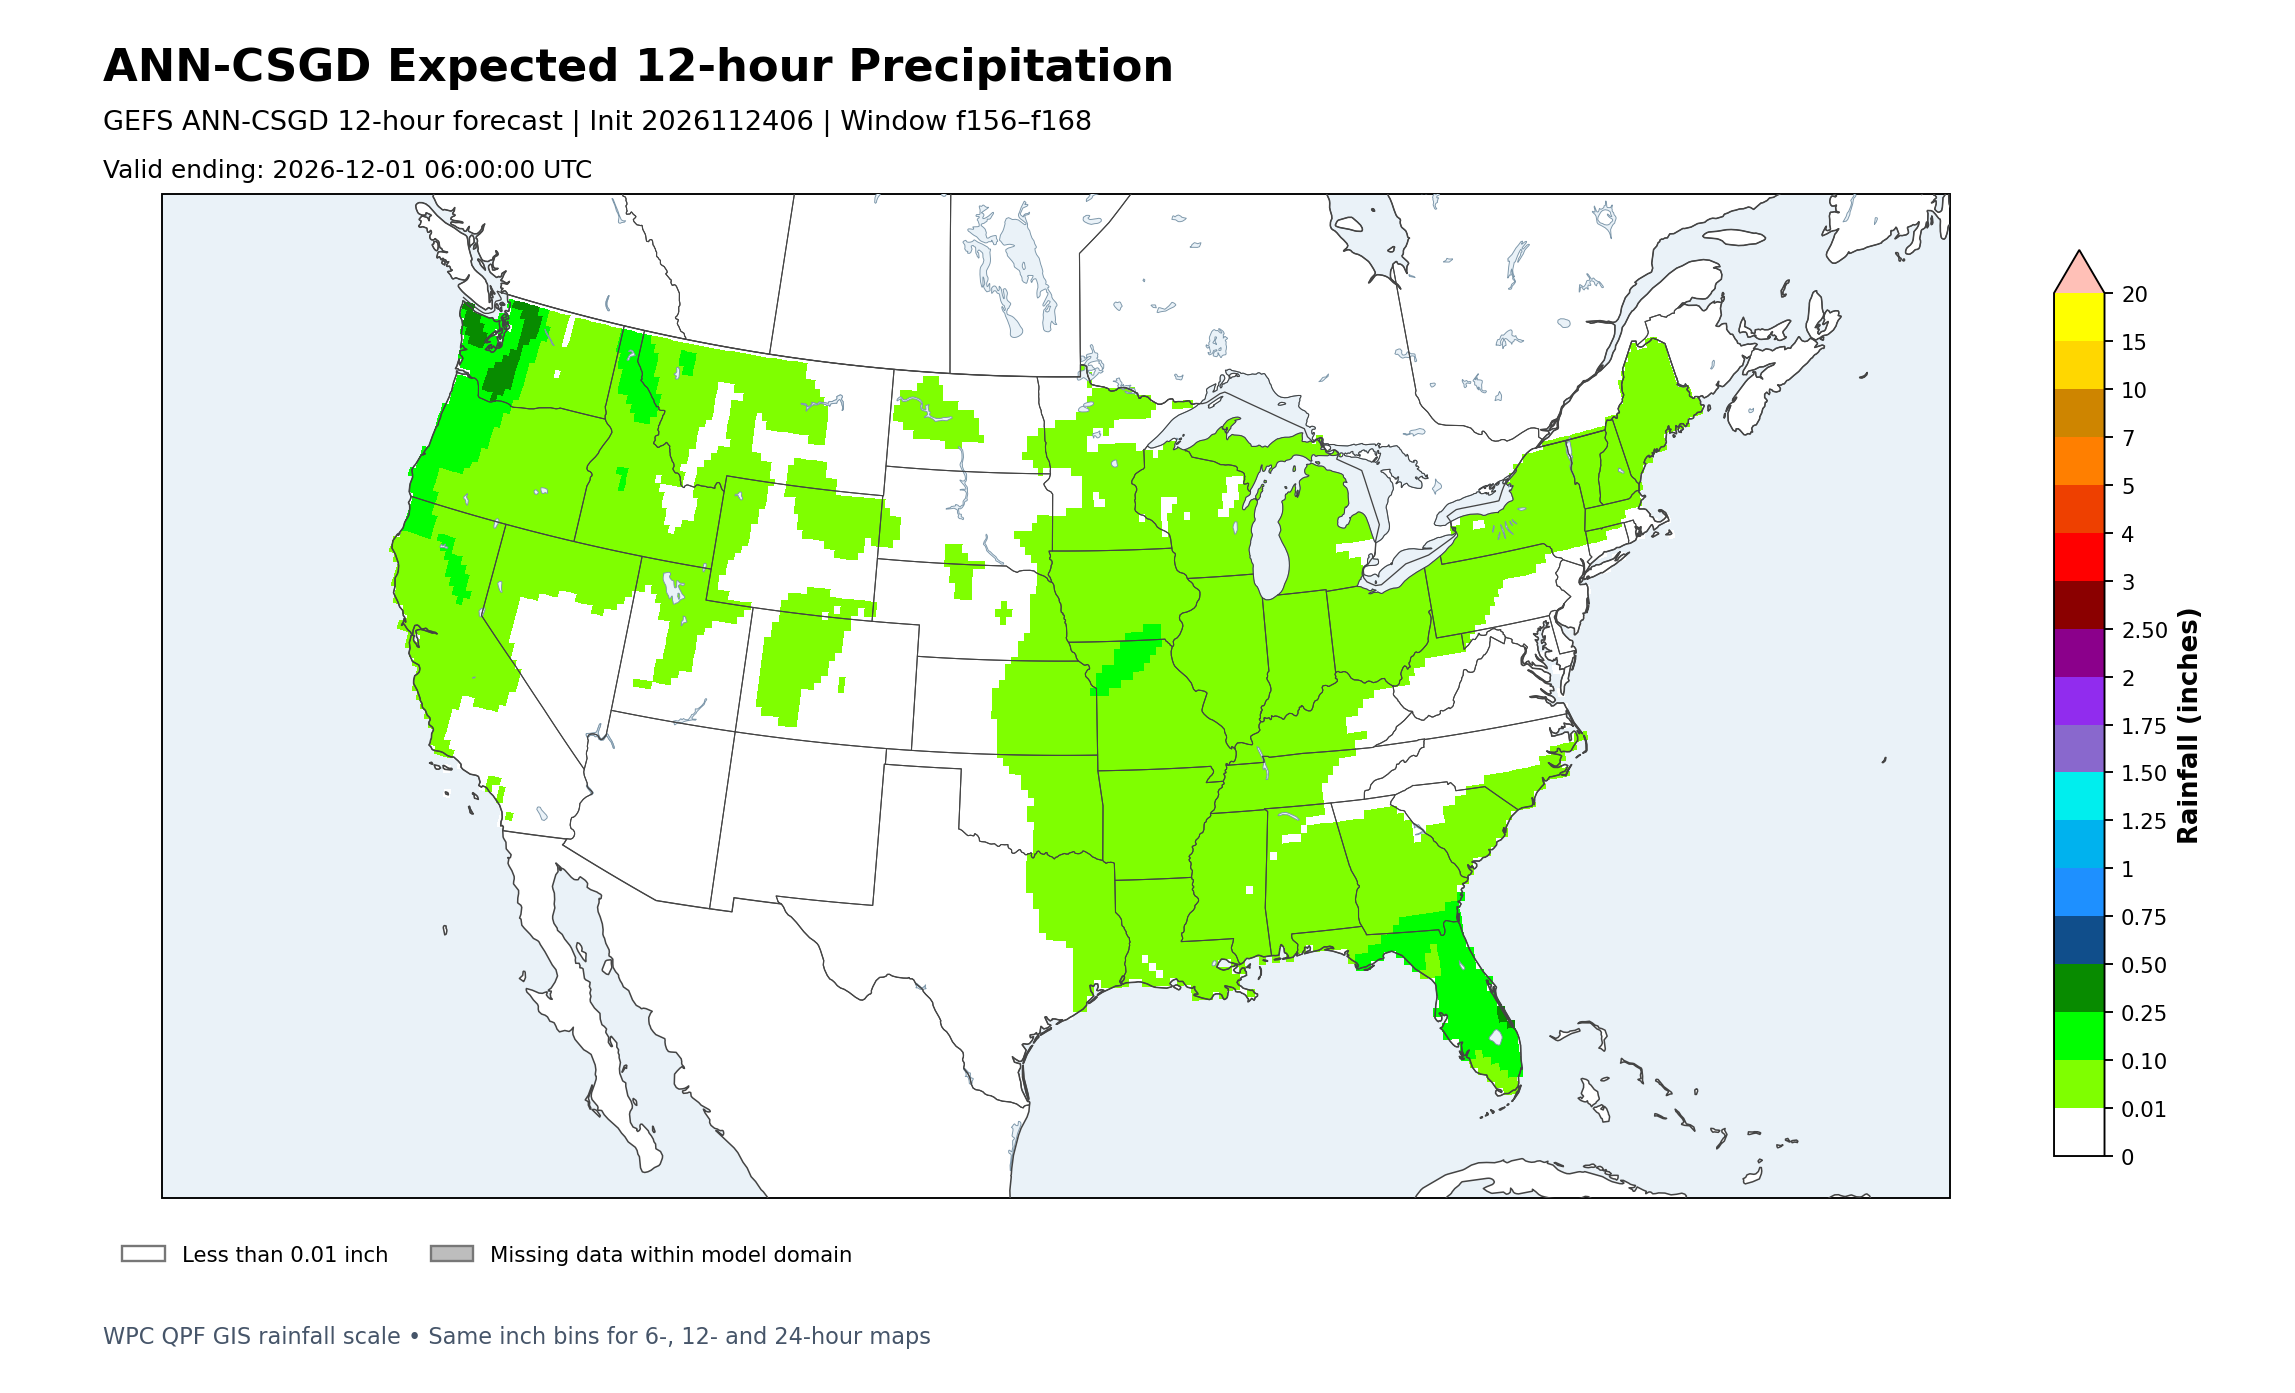 ANN-CSGD Expected 12-hour Precipitation
GEFS ANN-CSGD 12-hour forecast | Init 2026112406 | Window f156–f168
Valid ending: 2026-12-01 06:00:00 UTC
20
15
10
7
5
4
3
2.50
2
1.75
1.50
1.25
1
0.75
0.50
0.25
0.10
0.01
0
Rainfall (inches)
Less than 0.01 inch
Missing data within model domain
WPC QPF GIS rainfall scale • Same inch bins for 6-, 12- and 24-hour maps